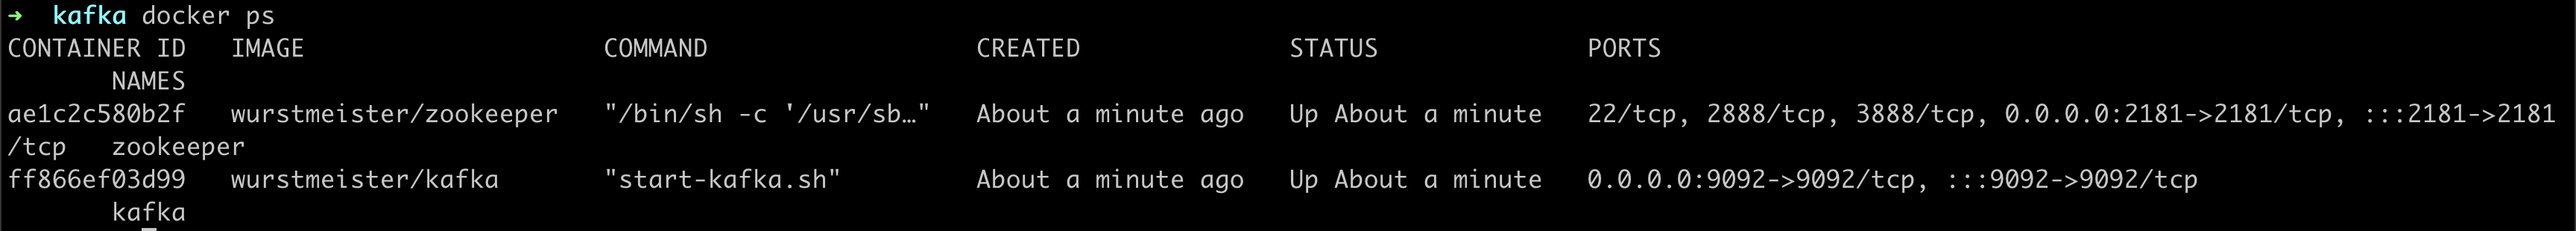 ➜  kafka docker ps
CONTAINER ID   IMAGE                    COMMAND                  CREATED              STATUS              PORTS
       NAMES
ae1c2c580b2f   wurstmeister/zookeeper   "/bin/sh -c '/usr/sb…"   About a minute ago   Up About a minute   22/tcp, 2888/tcp, 3888/tcp, 0.0.0.0:2181->2181/tcp, :::2181->2181
/tcp   zookeeper
ff866ef03d99   wurstmeister/kafka       "start-kafka.sh"         About a minute ago   Up About a minute   0.0.0.0:9092->9092/tcp, :::9092->9092/tcp
       kafka